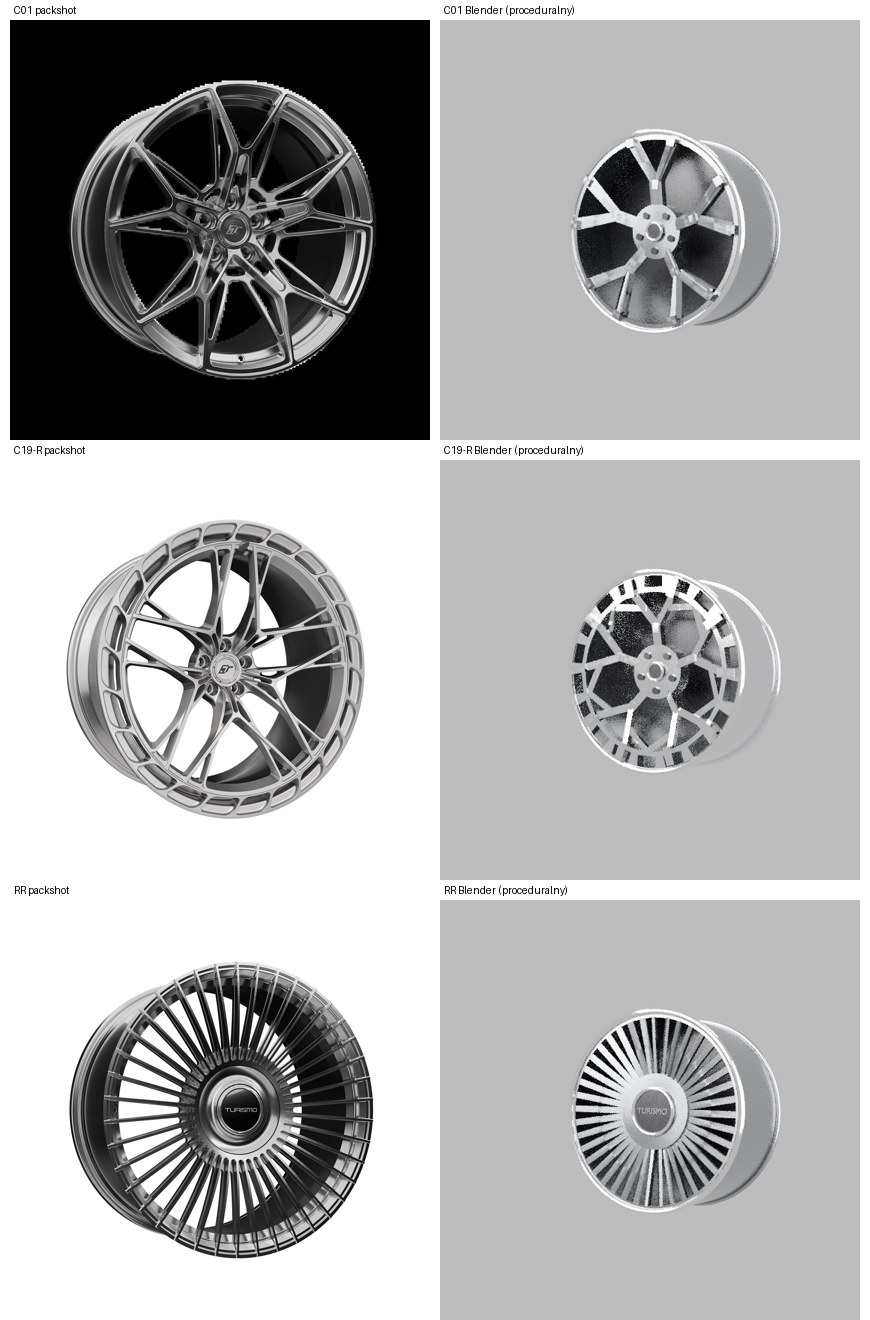 C01 packshot
C01 Blender (proceduralny)
C19-R packshot
C19-R Blender (proceduralny)
RR packshot
RR Blender (proceduralny)
TURISMO
TURISMO